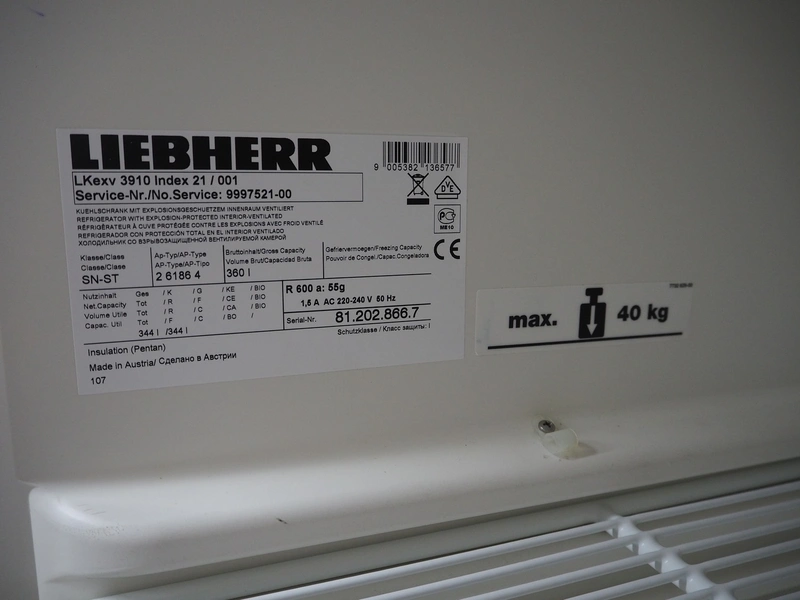 LIEBHERR
9 005382 136577
LKexv 3910 Index 21 / 001
Service-Nr./No.Service: 9997521-00
DVE
KUEHLSCHRANK MIT EXPLOSIONSGESCHUETZEM INNENRAUM VENTILIERT
REFRIGERATOR WITH EXPLOSION-PROTECTED INTERIOR-VENTILATED
RÉFRIGÉRATEUR À CUVE PROTÉGÉE CONTRE LES EXPLOSIONS AVEC FROID VENTILÉ
REFRIGERADOR CON PROTECCIÓN TOTAL EN EL INTERIOR VENTILADO
ХОЛОДИЛЬНИК СО ВЗРЫВОЗАЩИЩЕННОЙ ВЕНТИЛИРУЕМОЙ КАМЕРОЙ
ME10
CE
Klasse/Classe
Classe/Clase
SN-ST
Ap-Typ/AP-Type
AP-Type/AP-Tipo
2 6186 4
Bruttoinhalt/Gross Capacity
Volume Brut/Capacidad Bruta
360 l
Gefriervermoegen/Freezing Capacity
Pouvoir de Congel./Capac.Congeladora
Nutzinhalt Ges / K / G / KE / BIO
Net Capacity Tot / R / F / CE / BIO
Volume Utile Tot / R / C / CA / BIO
Capac. Util Tot / F / C / BO /
344 l /344 l
R 600 a: 55g
1,5 A AC 220-240 V 50 Hz
Serial-Nr. 81.202.866.7
Schutzklasse / Класс защиты: I
Insulation (Pentan)
Made in Austria/ Сделано в Австрии
107
max. 40 kg